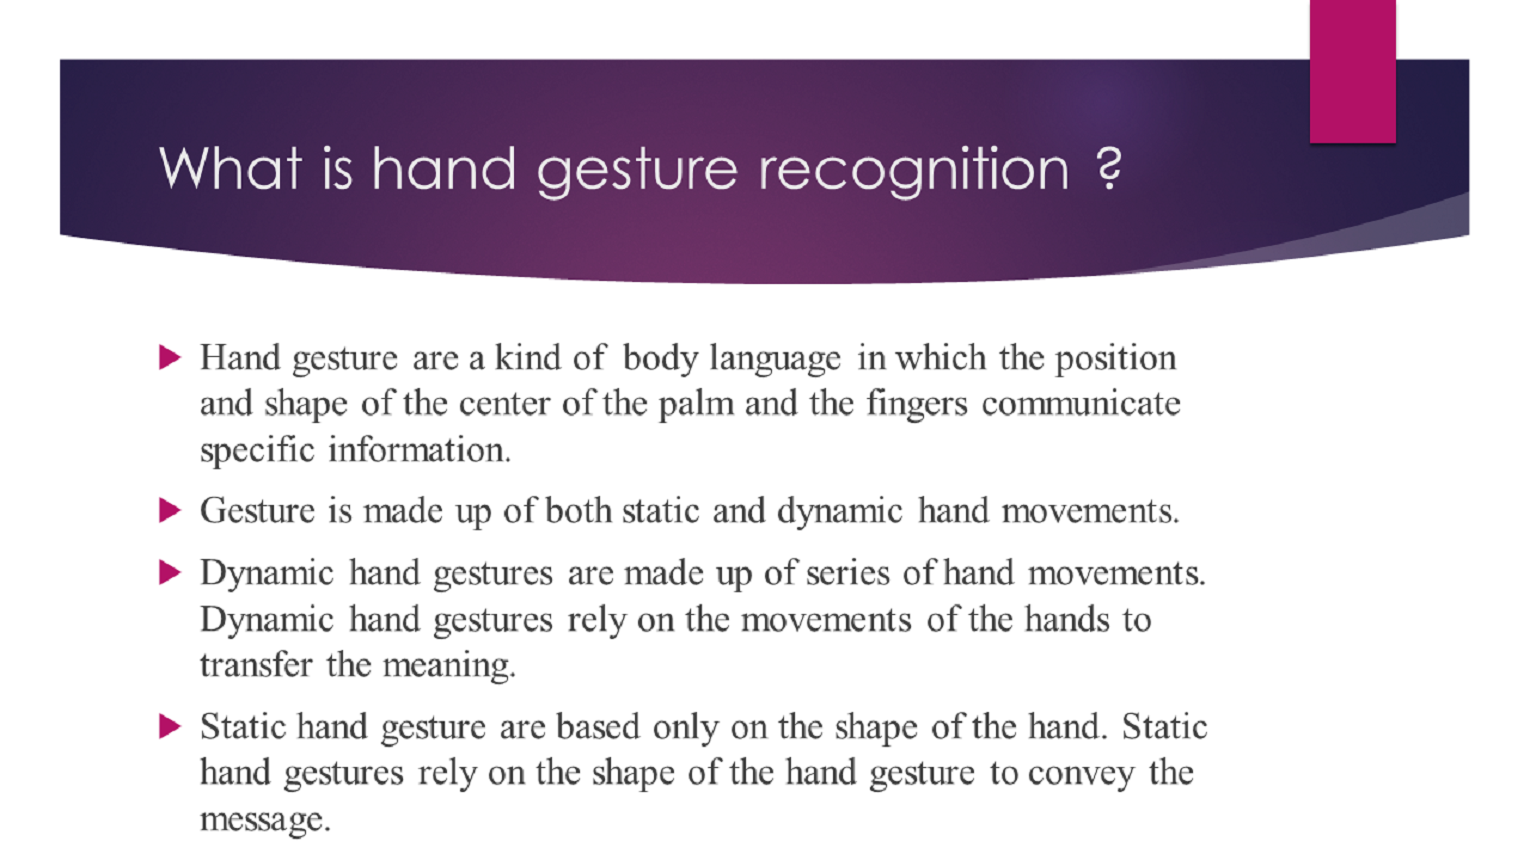 What is hand gesture recognition ?
Hand gesture are a kind of body language in which the position
and shape of the center of the palm and the fingers communicate
specific information.
Gesture is made up of both static and dynamic hand movements.
Dynamic hand gestures are made up of series of hand movements.
Dynamic hand gestures rely on the movements of the hands to
transfer the meaning.
Static hand gesture are based only on the shape of the hand. Static
hand gestures rely on the shape of the hand gesture to convey the
message.